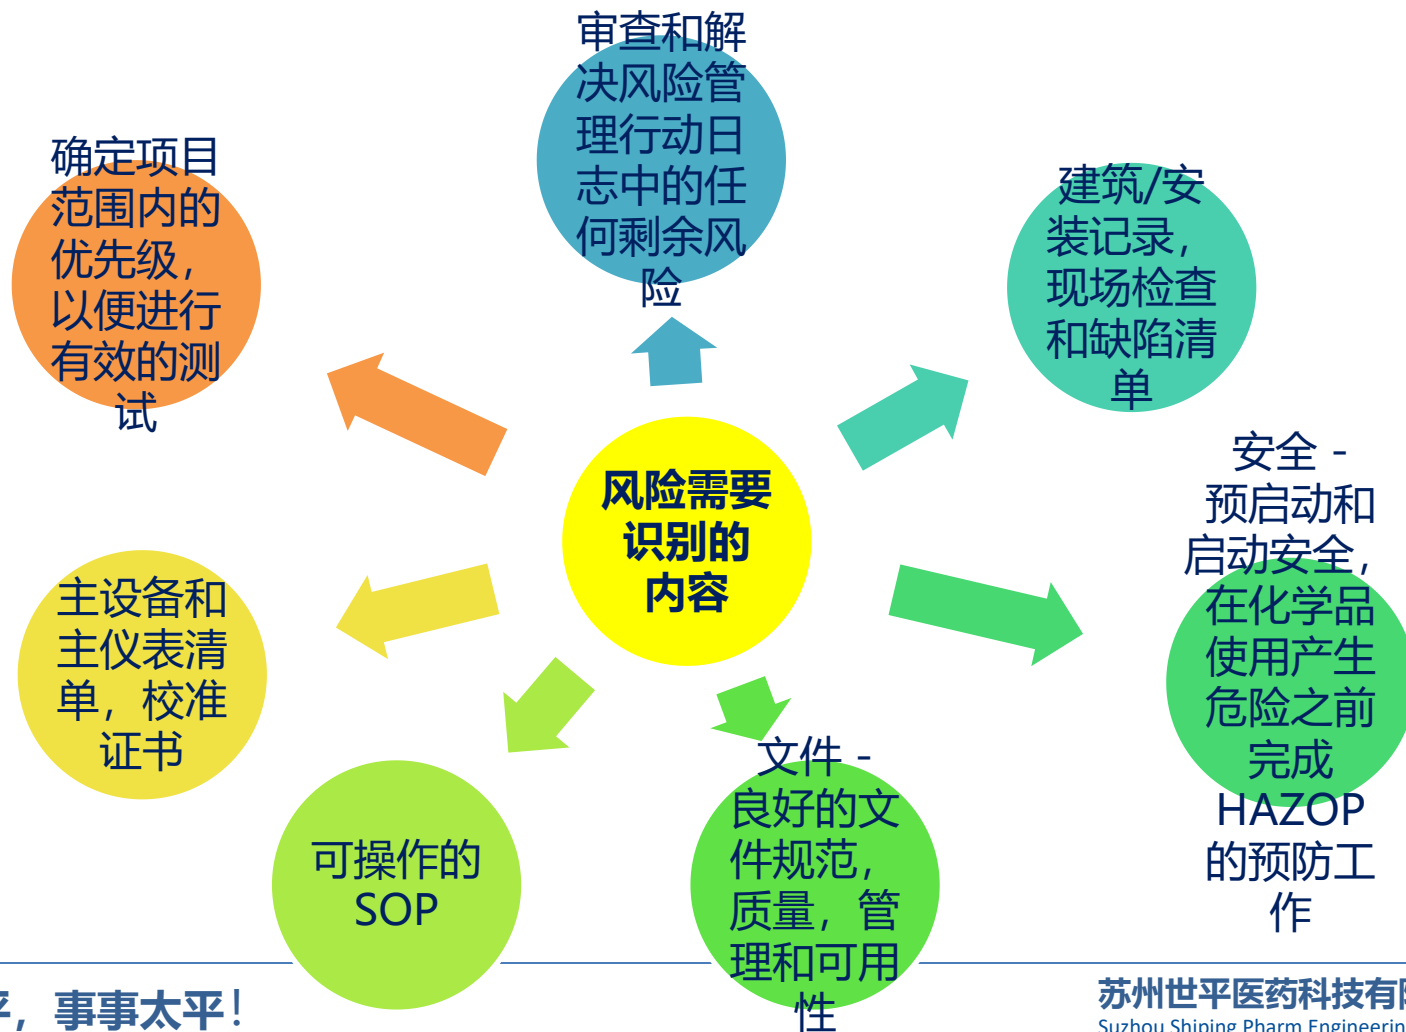 审查和解
决风险管
理行动日
志中的任
何剩余风
险
确定项目
范围内的
优先级，
以便进行
有效的测
试
建筑/安
装记录，
现场检查
和缺陷清
单
风险需要
识别的
内容
安全 -
预启动和
启动安全，
在化学品
使用产生
危险之前
完成
HAZOP
的预防工
作
主设备和
主仪表清
单，校准
证书
可操作的
SOP
文件 -
良好的文
件规范，
质量，管
理和可用
性
平，事事太平！
苏州世平医药科技有限
Suzhou Shiping Pharm Engineering